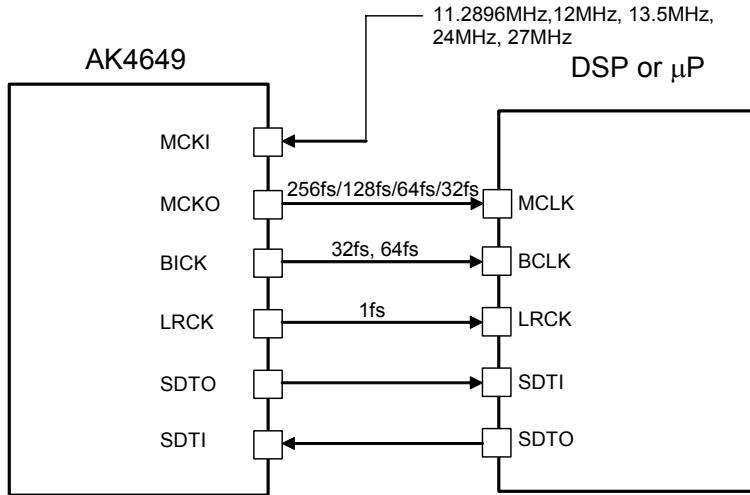 11.2896MHz,12MHz, 13.5MHz,
24MHz, 27MHz
AK4649
DSP or μP
MCKI
MCKO
256fs/128fs/64fs/32fs
MCLK
BICK
32fs, 64fs
BCLK
LRCK
1fs
LRCK
SDTO
SDTI
SDTI
SDTO